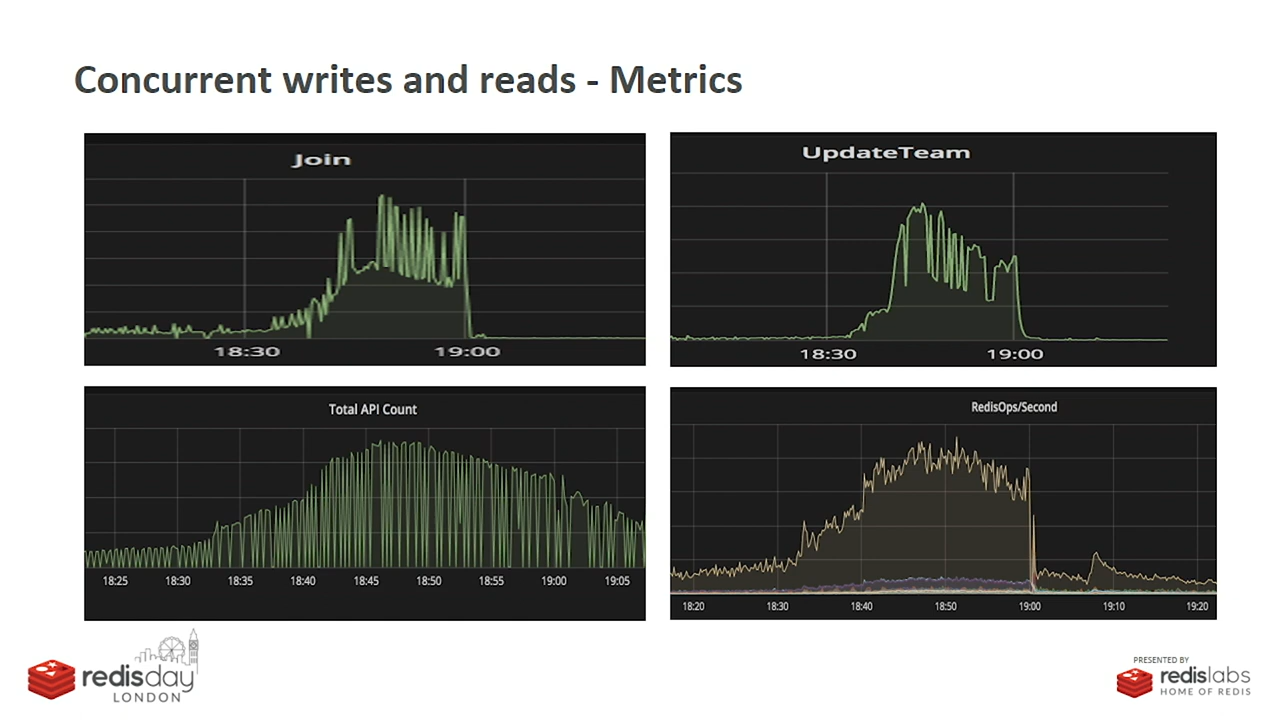 Concurrent writes and reads - Metrics
Join
18:30 19:00
UpdateTeam
18:30 19:00
Total API Count
18:25 18:30 18:35 18:40 18:45 18:50 18:55 19:00 19:05
RedisOps/Second
18:20 18:30 18:40 18:50 19:00 19:10 19:20
redisday
LONDON
PRESENTED BY
redislabs
HOME OF REDIS